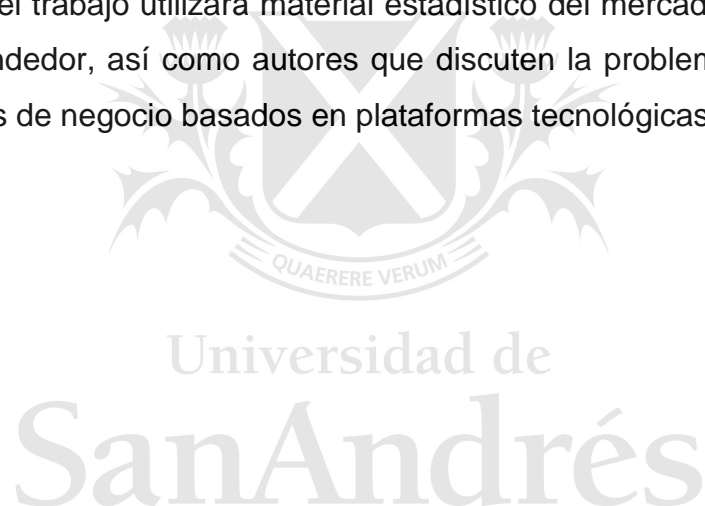 el trabajo utilizará material estadístico del mercad
ndedor, así como autores que discuten la problen
s de negocio basados en plataformas tecnológicas
QUAERERE VERUM
Universidad de
SanAndrés